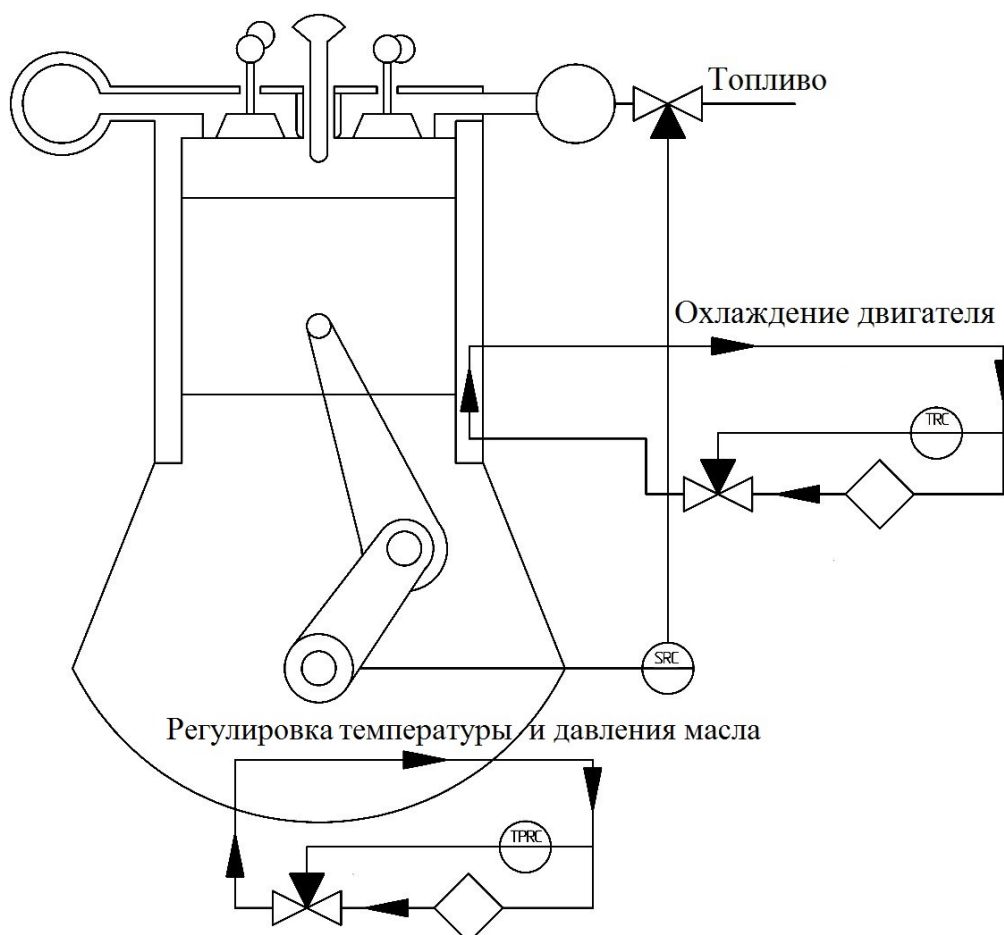 Топливо
Охлаждение двигателя
TRC
SRC
Регулировка температуры и давления масла
TPRC